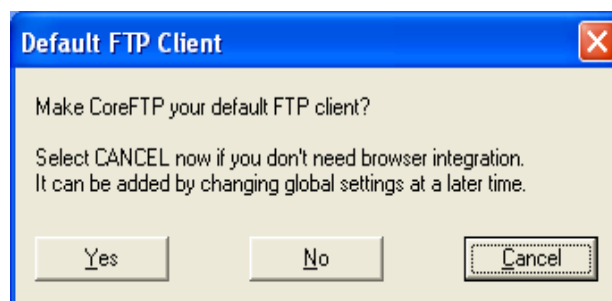 Default FTP Client
Make CoreFTP your default FTP client?
Select CANCEL now if you don't need browser integration.
It can be added by changing global settings at a later time.
Yes No Cancel